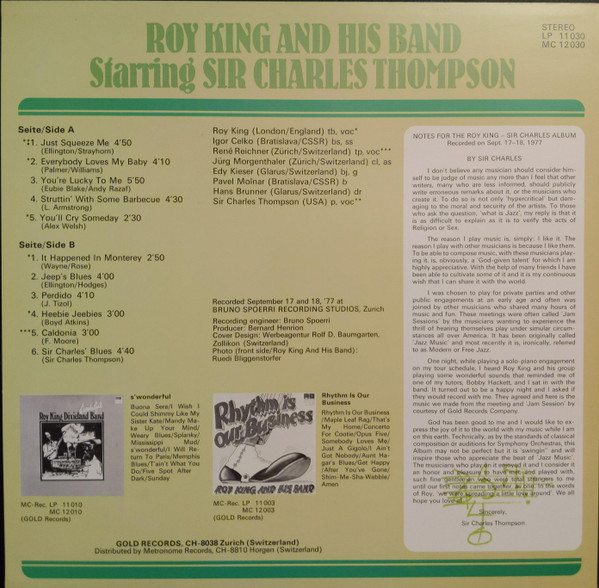 ROY KING AND HIS BAND
Starring SIR CHARLES THOMPSON
STEREO
LP 11030
MC 12030
Seite/Side A
*‡1. Just Squeeze Me 4'50
(Ellington/Strayhorn)
*2. Everybody Loves My Baby 4'10
(Palmer/Williams)
3. You're Lucky To Me 5'50
(Eubie Blake/Andy Razaf)
4. Struttin' With Some Barbecue 4'30
(L. Armstrong)
*5. You'll Cry Someday 2'30
(Alex Welsh)
Seite/Side B
*1. It Happened In Monterey 2'50
(Wayne/Rose)
2. Jeep's Blues 4'00
(Ellington/Hodges)
3. Perdido 4'10
(J. Tizol)
*4. Heebie Jeebies 3'00
(Boyd Atkins)
***5. Caldonia 3'00
(F. Moore)
6. Sir Charles' Blues 4'40
(Sir Charles Thompson)
Roy King (London/England) tb, voc*
Igor Celko (Bratislava/CSSR) bs, ss
René Reichner (Zürich/Switzerland) tp, voc***
Jürg Morgenthaler (Zürich/Switzerland) cl, as
Edy Kieser (Glarus/Switzerland) bj, g
Pavel Molnar (Bratislava/CSSR) b
Hans Brunner (Glarus/Switzerland) dr
Sir Charles Thompson (USA) p, voc**
Recorded September 17 and 18, '77 at
BRUNO SPOERRI RECORDING STUDIOS, Zurich
Recording engineer: Bruno Spoerri
Producer: Bernard Henrion
Cover Design: Werbeagentur Rolf D. Baumgarten,
Zollikon (Switzerland)
Photo (front side/Roy King And His Band):
Ruedi Bliggenstorfer
NOTES FOR THE ROY KING – SIR CHARLES ALBUM
Recorded on Sept. 17–18, 1977
BY SIR CHARLES
I don't believe any musician should consider him-
self to be judge of music any more than I feel that other
writers, many who are less informed, should publicly
write erroneous remarks about it, or the musicians who
create it. To do so is not only 'hypercritical' but dam-
aging to the moral and security of the artists. To those
who ask the question, 'what is Jazz', my reply is that it
is as difficult to explain as it is to verify the acts of
Religion or Sex.
The reason I play music is, simply: I like it. The
reason I play with other musicians is because I like them.
To be able to compose music, with these musicians play-
ing it, is, obviously, a 'God-given talent' for which I am
highly appreciative. With the help of many friends I have
been able to cultivate some of it and it is my continuous
wish that I can share it with the world.
I was chosen to play for private parties and other
public engagements at an early age and often was
joined by other musicians who shared many hours of
music and fun. These meetings were often called 'Jam
Sessions' by the musicians wanting to experience the
thrill of hearing themselves play under simular circum-
stances all over America. It has been originally called
'Jazz Music' and most recently it is, ironically, referred
to as Modern or Free Jazz.
One night, while playing a solo-piano engagement
on my tour schedule, I heard Roy King and his group
playing some wonderful sounds that reminded me of
one of my tutors, Bobby Hackett, and I sat in with the
band. It turned out to be a happy night and I asked if
they would record with me. They agreed and here is the
music we made from the meeting and 'Jam Session' by
courtesy of Gold Records Company.
God has been good to me and I would like to ex-
press the joy of it to the world with my music while I am
on this earth. Technically, as by the standards of classical
composition or auditions for Symphony Orchestras, this
Album may not be perfect but it is 'swingin'' and will
inspire those who appreciate the beat of 'Jazz Music'.
The musicians who play on it enjoyed it and I consider it
an honor and pleasure to have met and played with,
such fine gentlemen who were total strangers to me
until our first notes came together, as one. In the words
of Roy, 'we were spreading a little love around'. We all
hope you love it.
Sincerely,
Sir Charles Thompson
s'wonderful
Roy King Dixieland Band
s'wonderful
Buona Sera/I Wish I
Could Shimmy Like My
Sister Kate/Mandy Ma-
ke Up Your Mind/
Weary Blues/Splanky/
Mississippi Mud/
s'wonderful/I Will Re-
turn To Paris/Memphis
Blues/T'ain't What You
Do/Five Spot After
Dark/Sunday
MC-Rec. LP 11010
MC 12010
(GOLD Records)
Rhythm Is
Our Business
ROY KING AND HIS BAND
Rhythm Is Our
Business
Rhythm Is Our Business
/Maple Leaf Rag/That's
My Home/Concerto
For Cootie/Opus Five/
Somebody Loves Me/
Just A Gigolo/I Ain't
Got Nobody/Aunt Ha-
gar's Blues/Get Happy
/After You've Gone/
Shim-Me-Sha-Wabble/
Amen
MC-Rec. LP 11003
MC 12003
(GOLD Records)
GOLD RECORDS, CH-8038 Zurich (Switzerland)
Distributed by Metronome Records, CH-8810 Horgen (Switzerland)